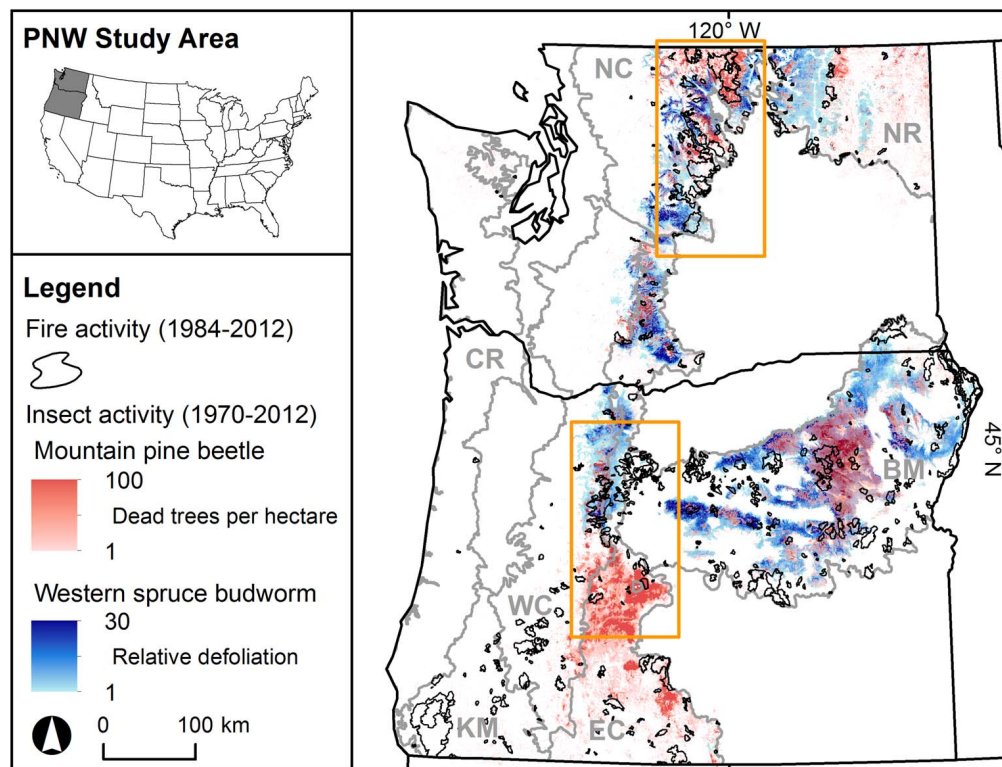 PNW Study Area
Legend
Fire activity (1984-2012)
Insect activity (1970-2012)
Mountain pine beetle
100
Dead trees per hectare
1
Western spruce budworm
30
Relative defoliation
1
0 100 km
120° W
NC
NR
CR
45° N
BM
WC
KM
EC